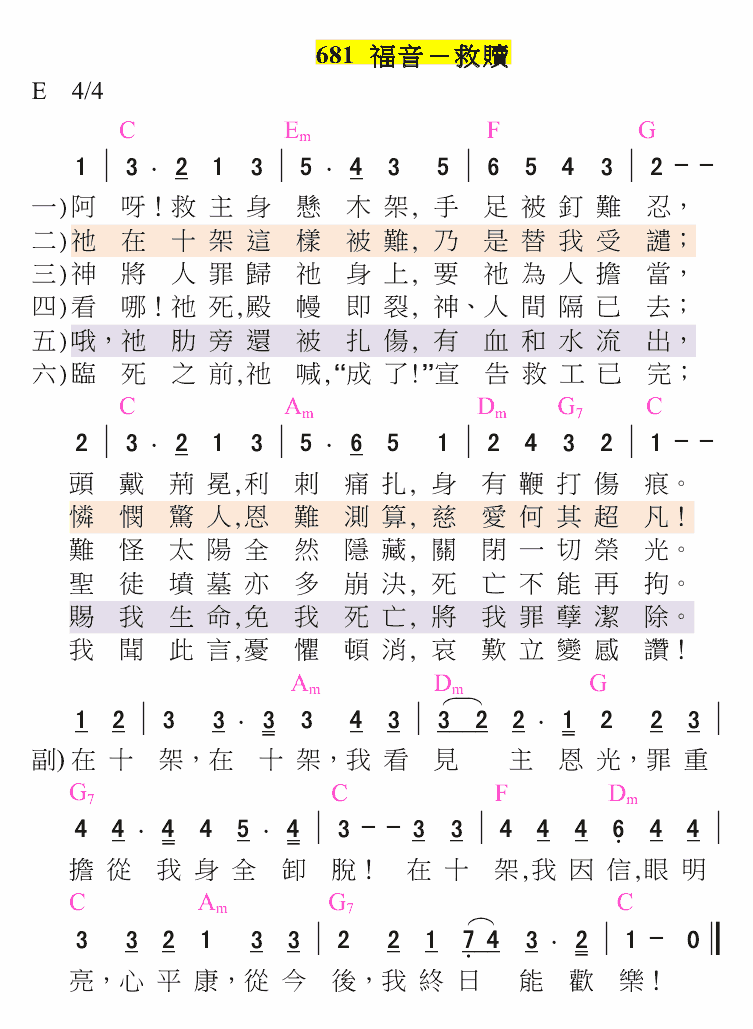 681 福音－救贖
E 4/4
C Em F G
1 | 3 · 2 1 3 | 5 · 4 3 5 | 6 5 4 3 | 2 - -
一)阿呀!救主身懸木架,手足被釘難忍，
二)祂在十架這樣被難,乃是替我受譴；
三)神將人罪歸祂身上,要祂為人擔當，
四)看哪!祂死,殿幔即裂,神、人間隔已去；
五)哦，祂肋旁還被扎傷,有血和水流出，
六)臨死之前,祂喊,“成了!”宣告救工已完；
C Am Dm G7 C
2 | 3 · 2 1 3 | 5 · 6 5 1 | 2 4 3 2 | 1 - -
頭戴荊冕,利刺痛扎,身有鞭打傷痕。
憐憫驚人,恩難測算,慈愛何其超凡!
難怪太陽全然隱藏,關閉一切榮光。
聖徒墳墓亦多崩決,死亡不能再拘。
賜我生命,免我死亡,將我罪孽潔除。
我聞此言,憂懼頓消,哀歎立變感讚!
Am Dm G
1 2 | 3 3 · 3 3 4 3 | 3 2 2 · 1 2 2 3 |
副)在十架，在十架，我看見主恩光，罪重
G7 C F Dm
4 4 · 4 4 5 · 4 | 3 - - 3 3 | 4 4 4 6 4 4 |
擔從我身全卸脫! 在十架,我因信,眼明
C Am G7 C
3 3 2 1 3 3 | 2 2 1 7 4 3 · 2 | 1 - 0 ||
亮，心平康，從今後，我終日能歡樂!